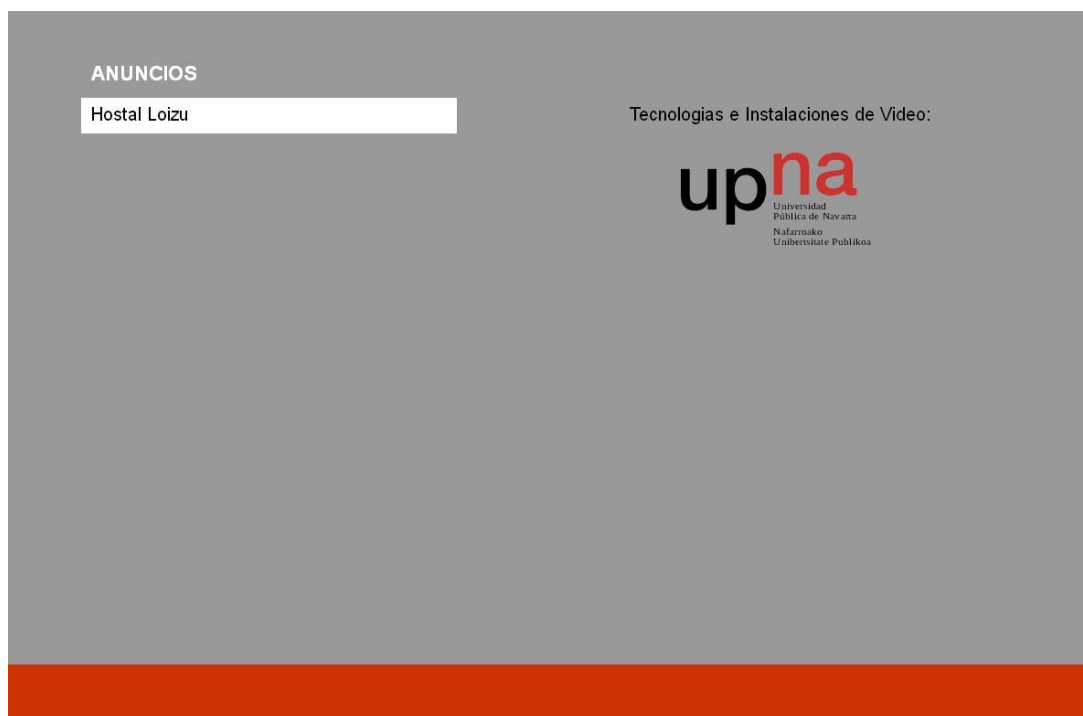 ANUNCIOS
Hostal Loizu
Tecnologias e Instalaciones de Video:
upna
Universidad
Pública de Navarra
Nafarroako
Unibertsitate Publikoa